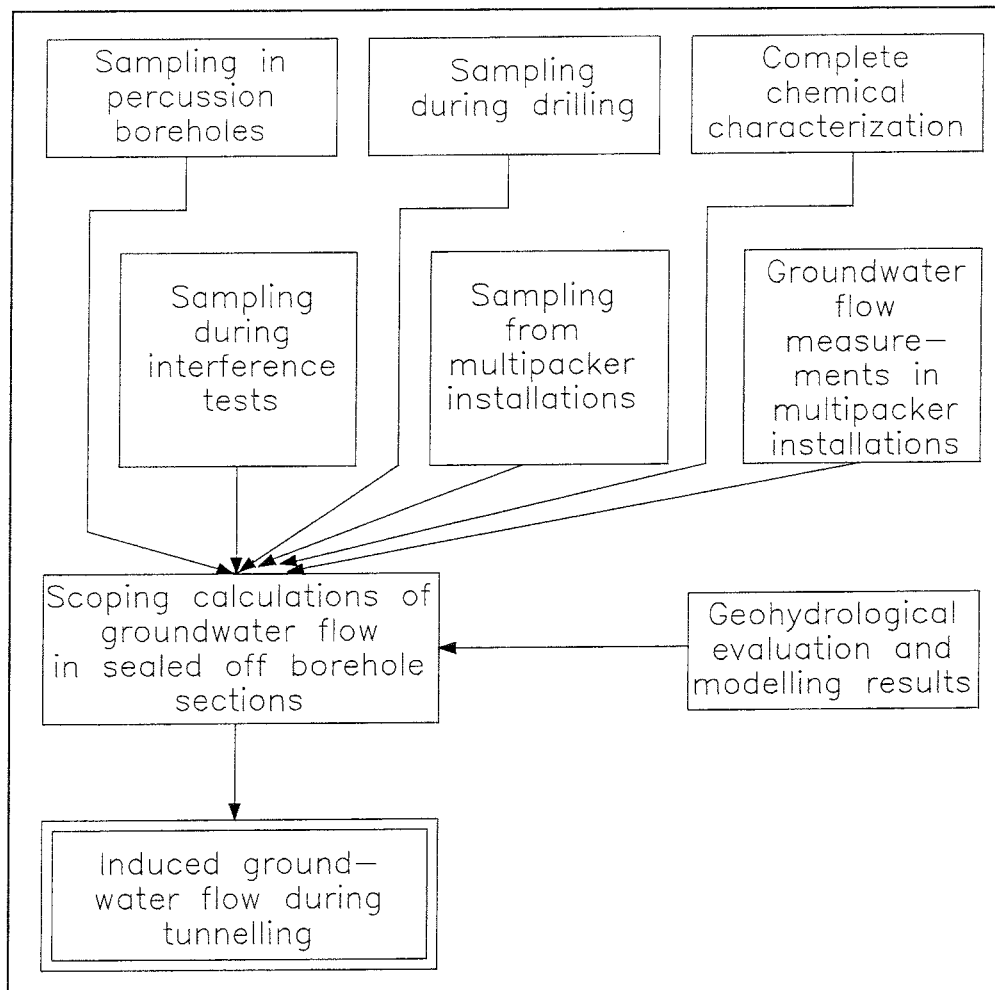 Sampling in
percussion
boreholes
Sampling
during drilling
Complete
chemical
characterization
Sampling
during
interference
tests
Sampling
from
multipacker
installations
Groundwater
flow
measure–
ments in
multipacker
installations
Scoping calculations of
groundwater flow
in sealed off borehole
sections
Geohydrological
evaluation and
modelling results
Induced ground–
water flow during
tunnelling